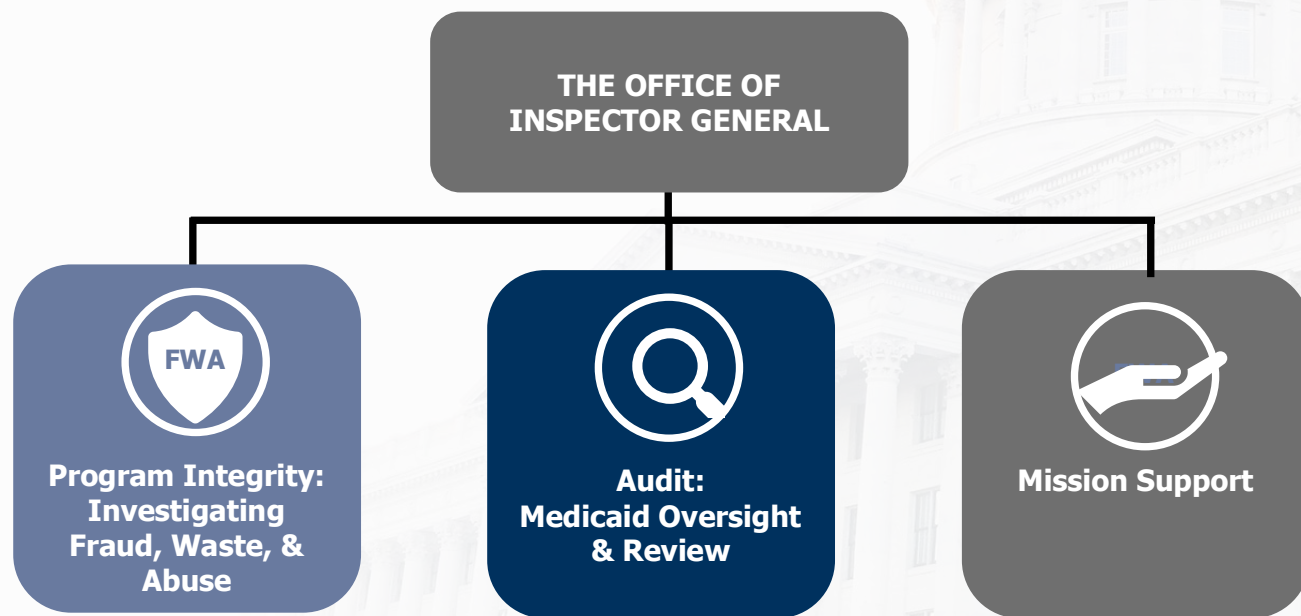 THE OFFICE OF
INSPECTOR GENERAL
FWA
Program Integrity:
Investigating
Fraud, Waste, &
Abuse
Audit:
Medicaid Oversight
& Review
Mission Support